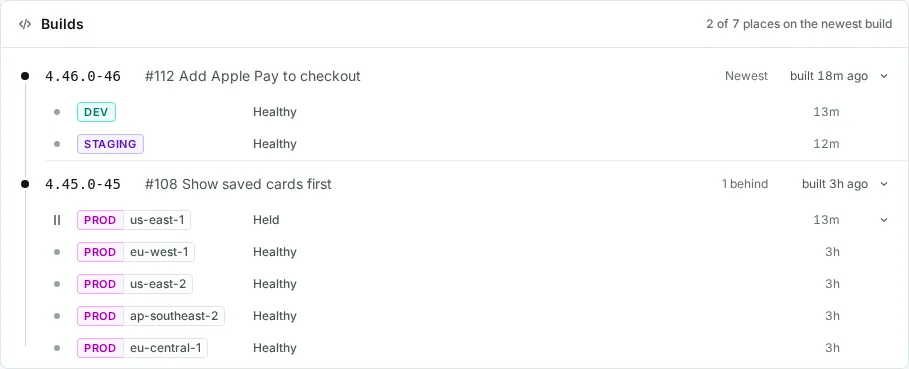 Builds 2 of 7 places on the newest build
4.46.0-46 #112 Add Apple Pay to checkout Newest built 18m ago
DEV Healthy 13m
STAGING Healthy 12m
4.45.0-45 #108 Show saved cards first 1 behind built 3h ago
PROD us-east-1 Held 13m
PROD eu-west-1 Healthy 3h
PROD us-east-2 Healthy 3h
PROD ap-southeast-2 Healthy 3h
PROD eu-central-1 Healthy 3h